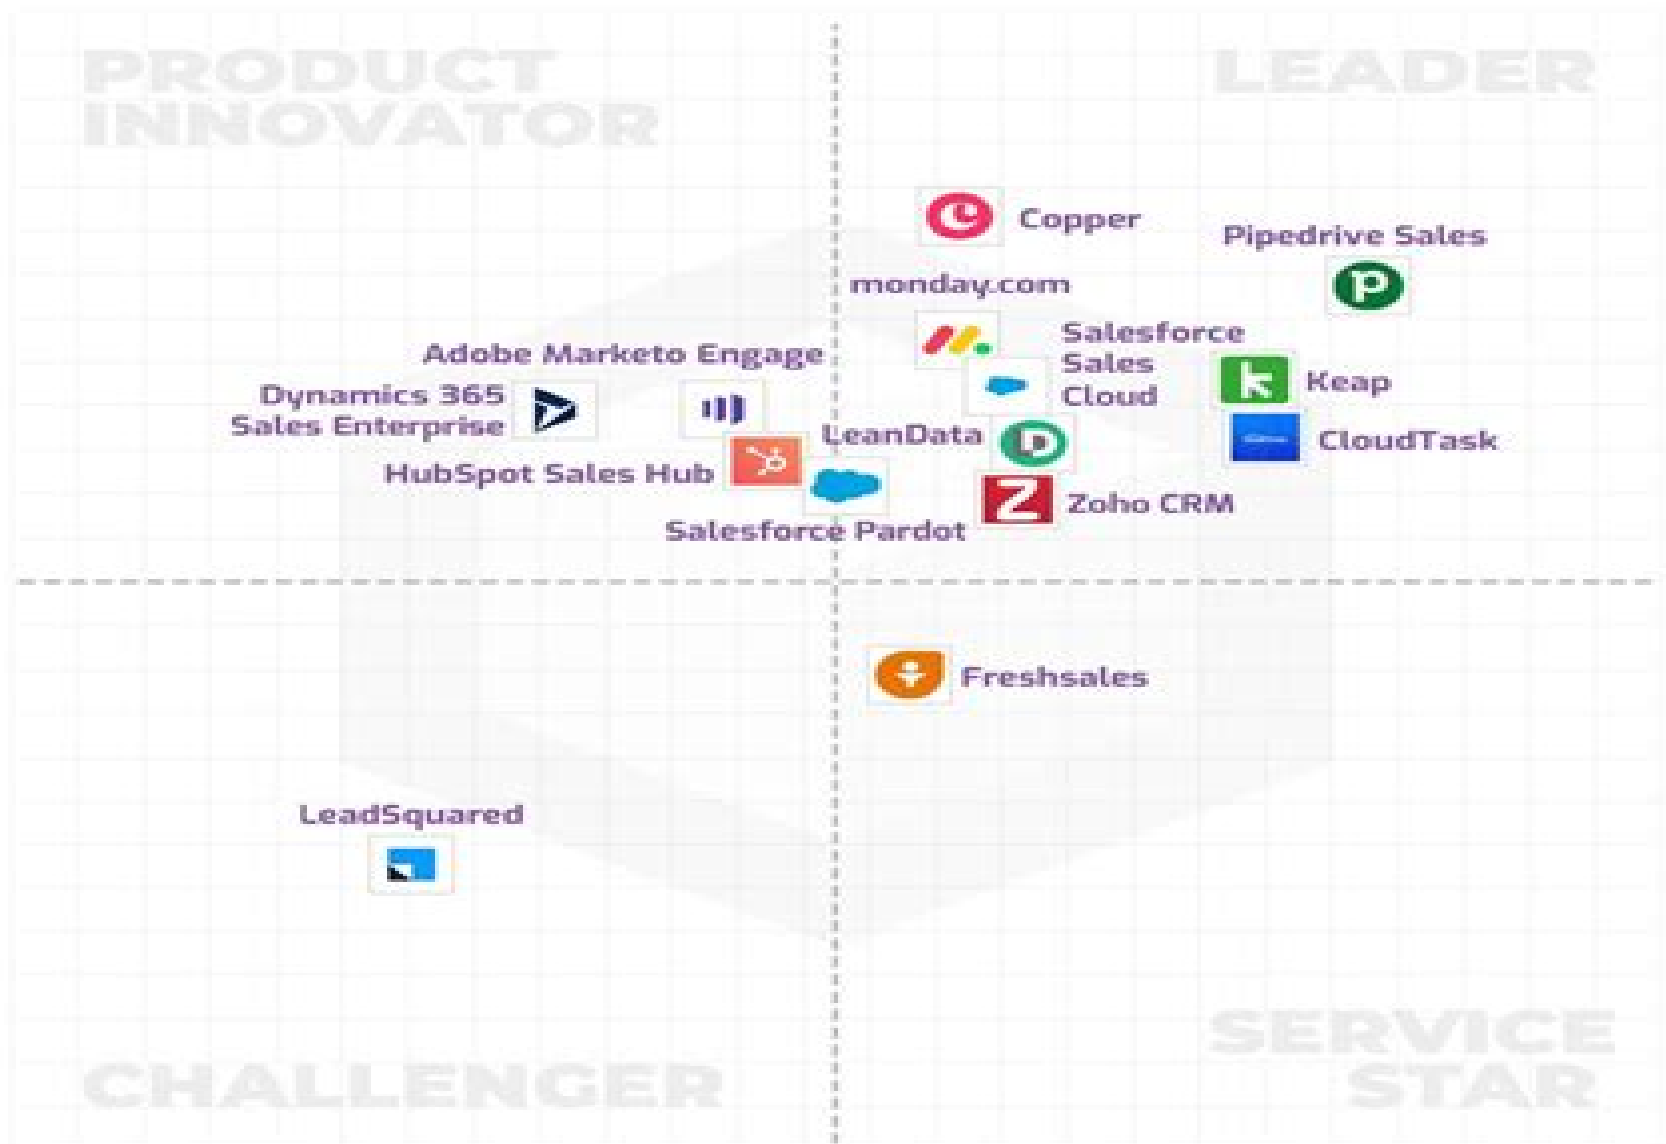 PRODUCT
INNOVATOR
LEADER
Copper
Pipedrive Sales
monday.com
Salesforce
Sales
Cloud
Adobe Marketo Engage
Keap
Dynamics 365
Sales Enterprise
LeanData
CloudTask
HubSpot Sales Hub
Zoho CRM
Salesforce Pardot
Freshsales
LeadSquared
SERVICE
STAR
CHALLENGER